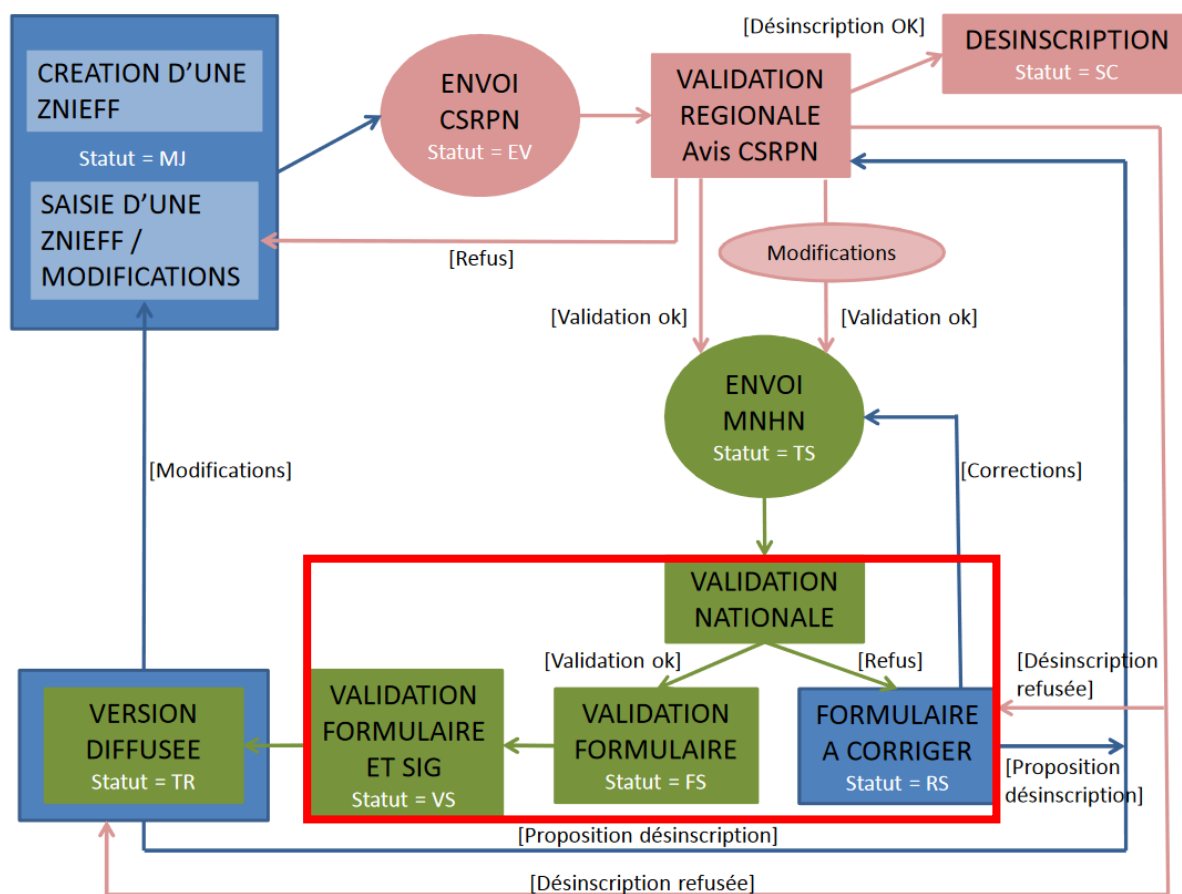 [Désinscription OK]
CREATION D'UNE
ZNIEFF
Statut = MJ
SAISIE D'UNE
ZNIEFF /
MODIFICATIONS
ENVOI
CSRPN
Statut = EV
VALIDATION
REGIONALE
Avis CSRPN
DESINSCRIPTION
Statut = SC
[Refus]
Modifications
[Validation ok]
[Validation ok]
ENVOI
MNHN
Statut = TS
[Modifications]
[Corrections]
VALIDATION
NATIONALE
[Validation ok]
[Refus]
[Désinscription
refusée]
VERSION
DIFFUSEE
Statut = TR
VALIDATION
FORMULAIRE
ET SIG
Statut = VS
VALIDATION
FORMULAIRE
Statut = FS
FORMULAIRE
A CORRIGER
Statut = RS
[Proposition
désinscription]
[Proposition désinscription]
[Désinscription refusée]